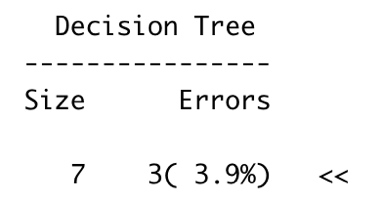 Decision Tree
----------------
Size Errors
7 3( 3.9%) <<